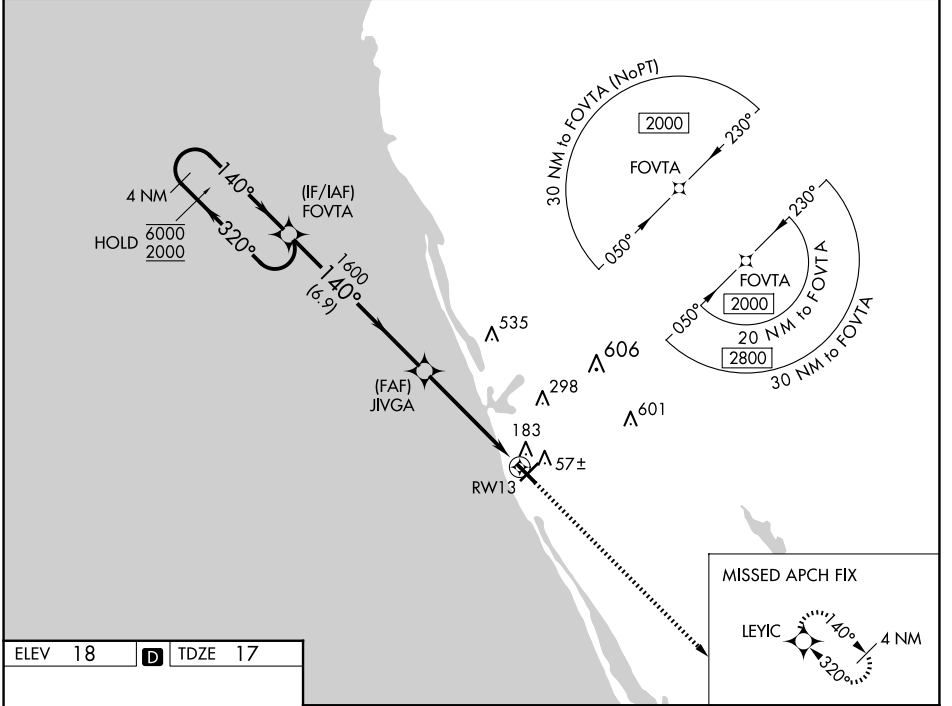 30 NM to FOVTA (NoPT)
2000
FOVTA
230°
050°
230°
FOVTA
050°
2000
20 NM to FOVTA
2800
30 NM to FOVTA
140°
4 NM
320°
HOLD
6000
2000
(IF/IAF)
FOVTA
1600
140°
(6.9)
(FAF)
JIVGA
535
606
298
601
183
57±
RW13
MISSED APCH FIX
LEYIC
140°
4 NM
320°
ELEV 18
D
TDZE 17